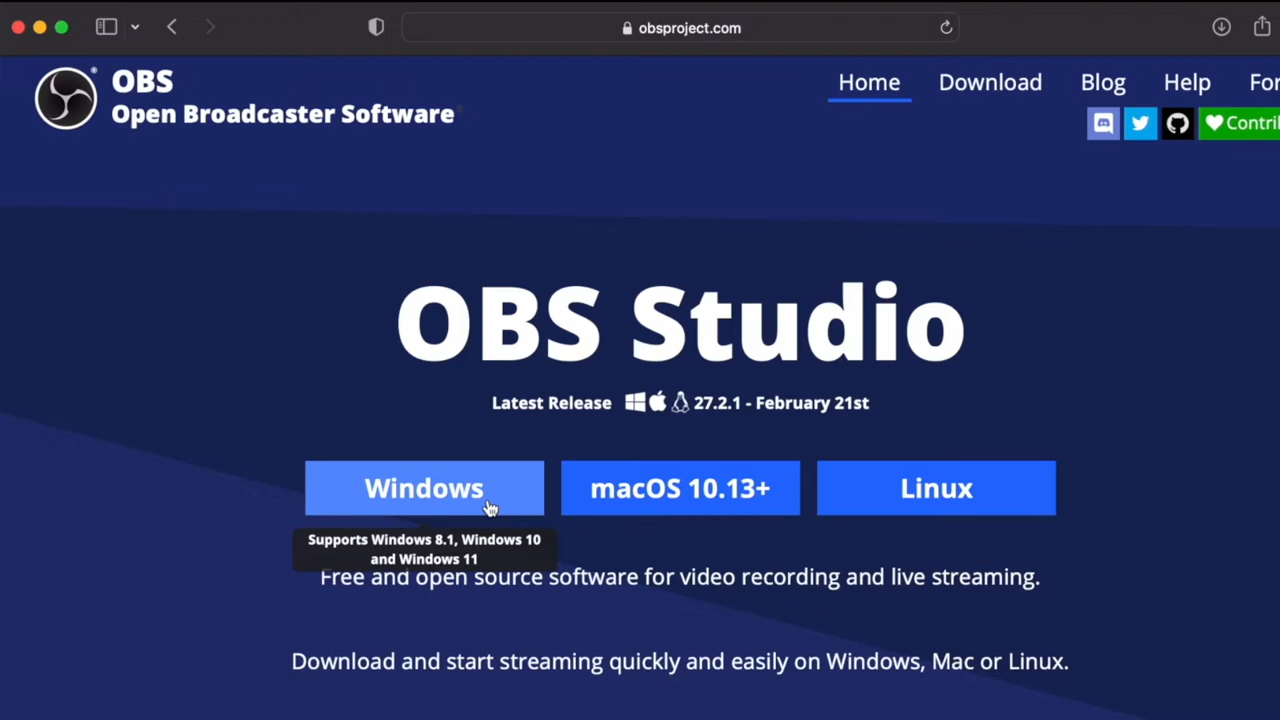 obsproject.com
OBS
Open Broadcaster Software
Home Download Blog Help For
Contril
OBS Studio
Latest Release 27.2.1 - February 21st
Windows macOS 10.13+ Linux
Supports Windows 8.1, Windows 10
and Windows 11
Free and open source software for video recording and live streaming.
Download and start streaming quickly and easily on Windows, Mac or Linux.